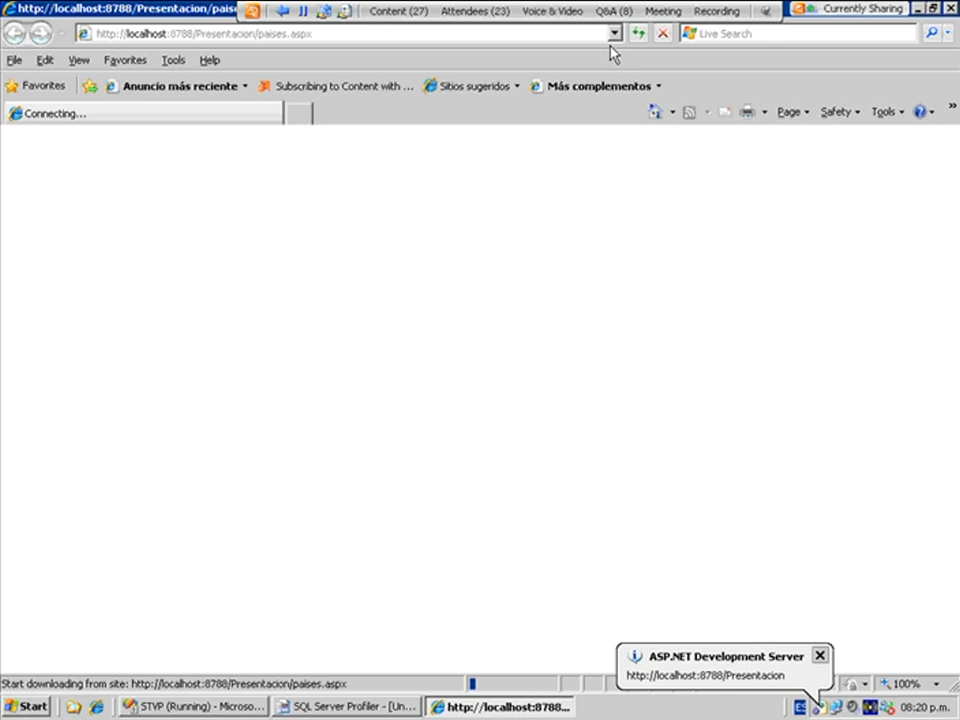 http://localhost:8788/Presentacion/paise
Content (27) Attendees (23) Voice & Video Q&A (8) Meeting Recording
Currently Sharing
http://localhost:8788/Presentacion/paises.aspx
Live Search
File Edit View Favorites Tools Help
Favorites Anuncio más reciente Subscribing to Content with ... Sitios sugeridos Más complementos
Connecting...
Page Safety Tools
ASP.NET Development Server
http://localhost:8788/Presentacion
Start downloading from site: http://localhost:8788/Presentacion/paises.aspx
100%
Start STVP (Running) - Microso... SQL Server Profiler - [Un... http://localhost:8788... ES 08:20 p.m.